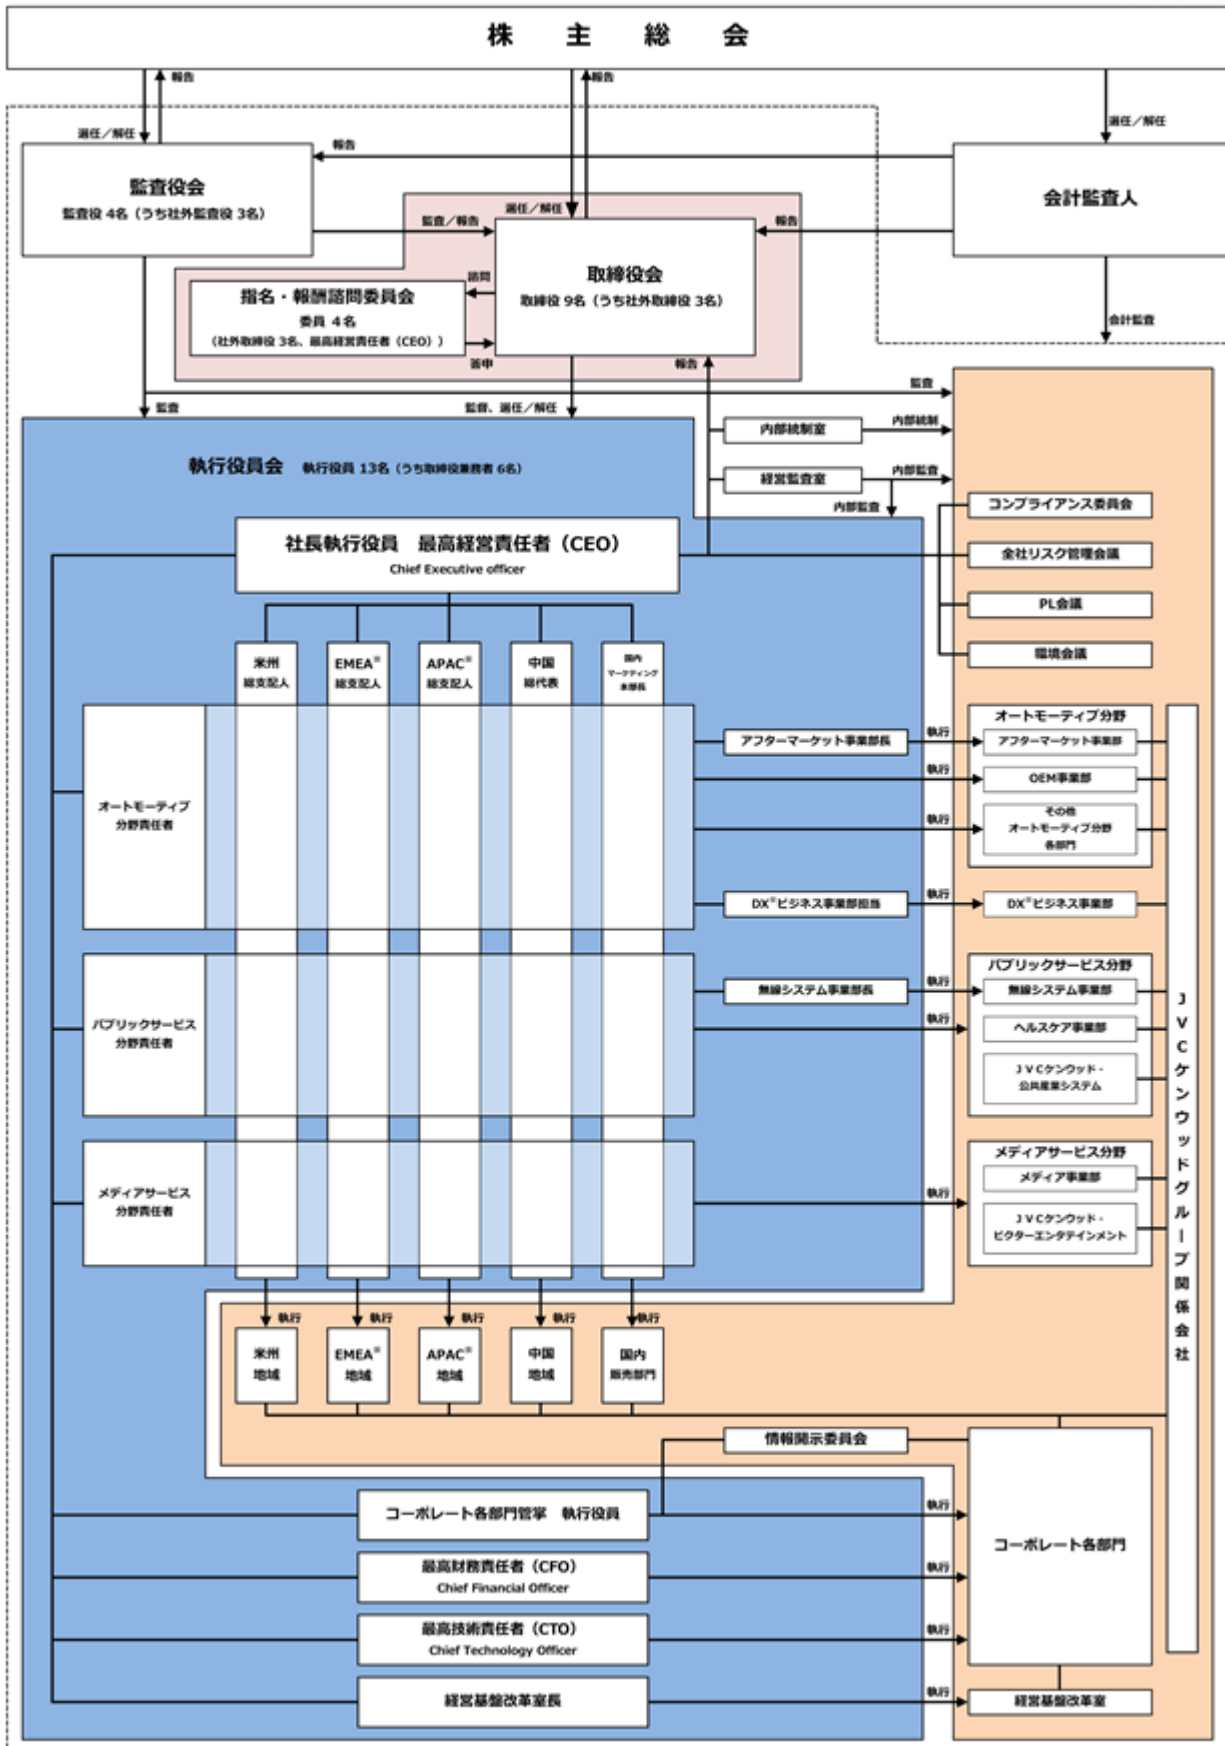 株主総会
報告
報告
選任／解任
選任／解任
報告
監査役会
監査役 4名（うち社外監査役 3名）
会計監査人
選任／解任
監査／報告
報告
取締役会
取締役 9名（うち社外取締役 3名）
諮問
指名・報酬諮問委員会
委員 4名
（社外取締役 3名、最高経営責任者（CEO））
答申
報告
会計監査
監査
監査
監督、選任／解任
内部統制室
内部統制
執行役員会 執行役員 13名（うち取締役兼務者 6名）
経営監査室
内部監査
内部監査
コンプライアンス委員会
社長執行役員 最高経営責任者（CEO）
Chief Executive officer
全社リスク管理会議
PL会議
環境会議
米州
総支配人
EMEA※
総支配人
APAC※
総支配人
中国
総代表
国内
マーケティング
本部長
オートモーティブ分野
アフターマーケット事業部長
執行
アフターマーケット事業部
執行
OEM事業部
オートモーティブ
分野責任者
執行
その他
オートモーティブ分野
各部門
DX※ビジネス事業部担当
執行
DX※ビジネス事業部
パブリックサービス分野
無線システム事業部長
執行
無線システム事業部
パブリックサービス
分野責任者
執行
ヘルスケア事業部
JVCケンウッド・
公共産業システム
JVCケンウッドグループ関係会社
メディアサービス分野
メディア事業部
メディアサービス
分野責任者
執行
JVCケンウッド・
ビクターエンタテインメント
執行
執行
執行
執行
執行
米州
地域
EMEA※
地域
APAC※
地域
中国
地域
国内
販売部門
情報開示委員会
コーポレート各部門管掌 執行役員
執行
コーポレート各部門
最高財務責任者（CFO）
Chief Financial Officer
執行
最高技術責任者（CTO）
Chief Technology Officer
執行
経営基盤改革室長
執行
経営基盤改革室